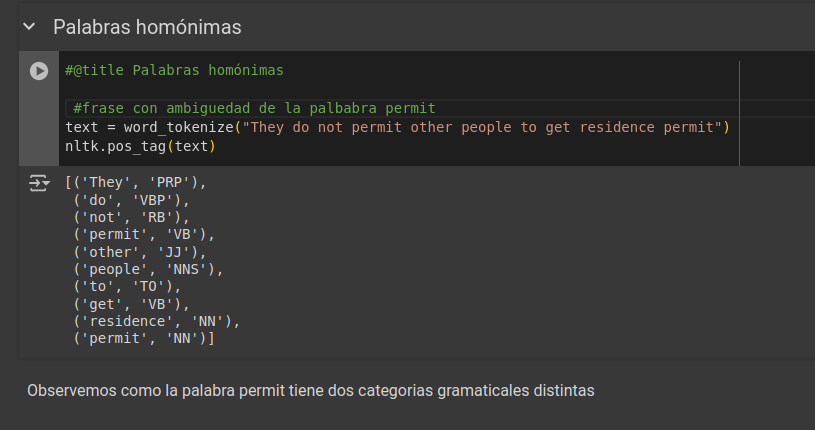 Palabras homónimas
#@title Palabras homónimas
#frase con ambiguedad de la palbabra permit
text = word_tokenize("They do not permit other people to get residence permit")
nltk.pos_tag(text)
[('They', 'PRP'),
('do', 'VBP'),
('not', 'RB'),
('permit', 'VB'),
('other', 'JJ'),
('people', 'NNS'),
('to', 'TO'),
('get', 'VB'),
('residence', 'NN'),
('permit', 'NN')]
Observemos como la palabra permit tiene dos categorias gramaticales distintas